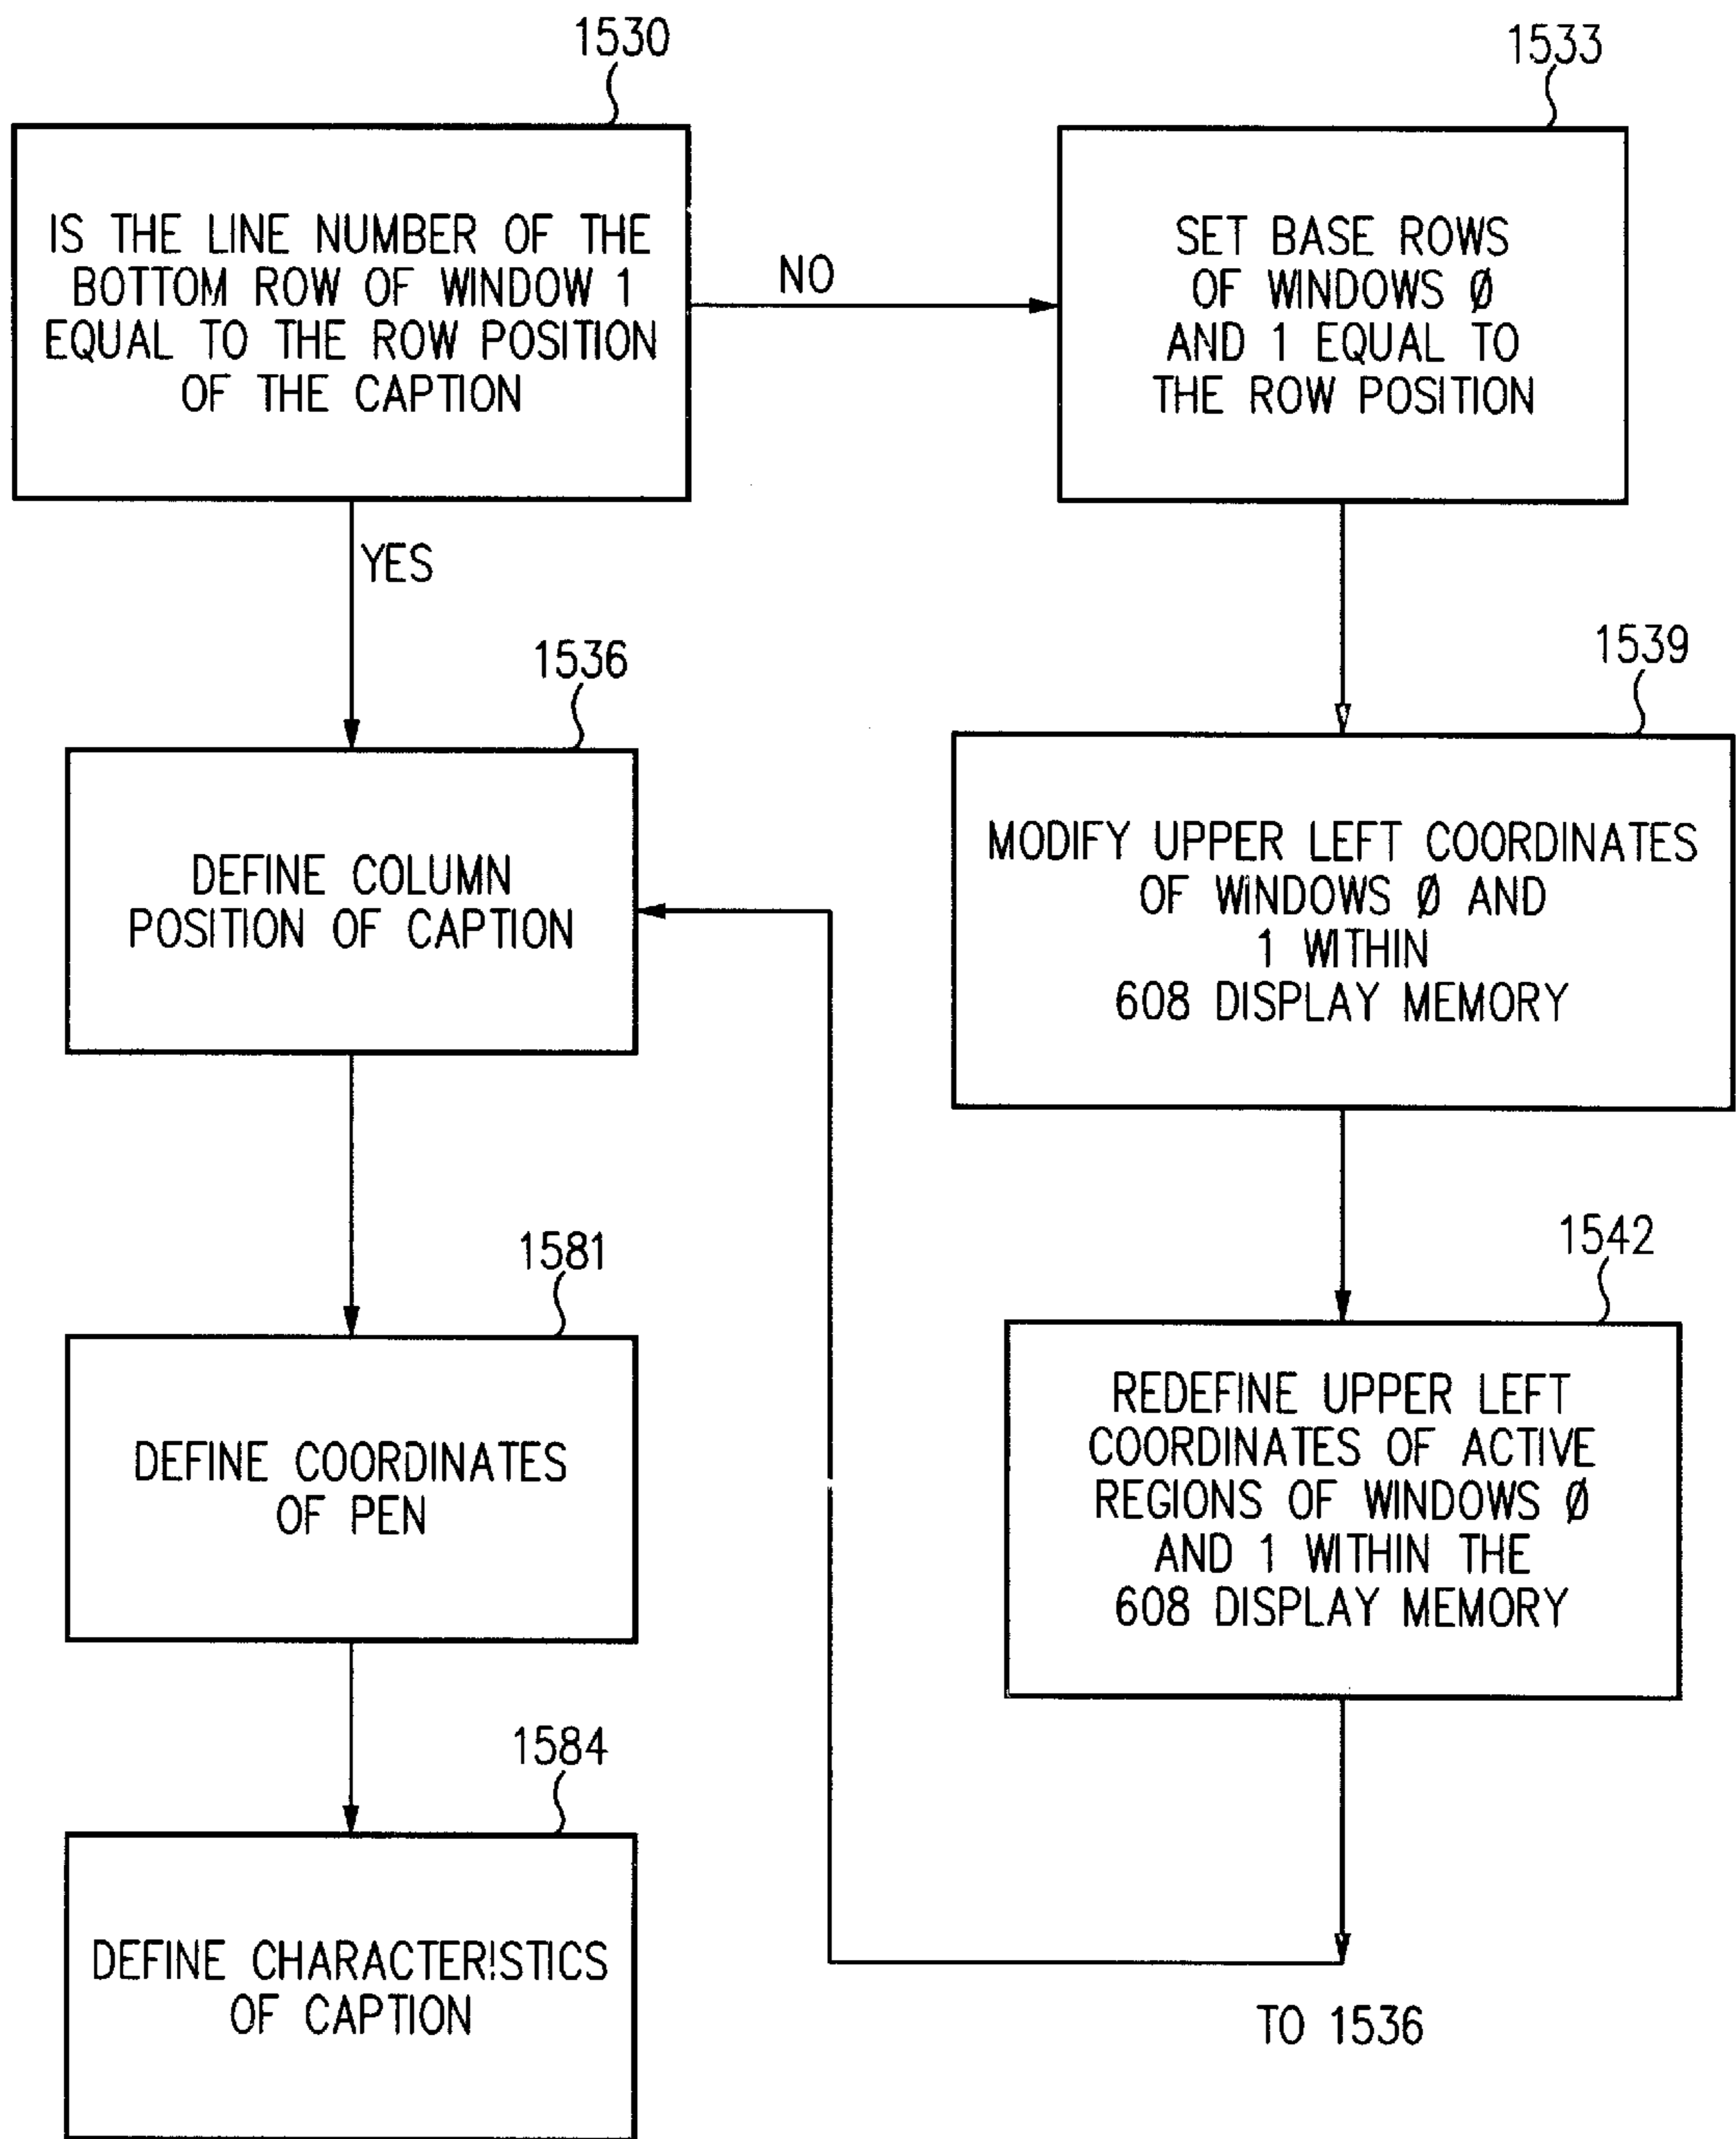 1530
IS THE LINE NUMBER OF THE
BOTTOM ROW OF WINDOW 1
EQUAL TO THE ROW POSITION
OF THE CAPTION
NO
1533
SET BASE ROWS
OF WINDOWS Ø
AND 1 EQUAL TO
THE ROW POSITION
YES
1536
DEFINE COLUMN
POSITION OF CAPTION
1539
MODIFY UPPER LEFT COORDINATES
OF WINDOWS Ø AND
1 WITHIN
608 DISPLAY MEMORY
1581
DEFINE COORDINATES
OF PEN
1542
REDEFINE UPPER LEFT
COORDINATES OF ACTIVE
REGIONS OF WINDOWS Ø
AND 1 WITHIN THE
608 DISPLAY MEMORY
1584
DEFINE CHARACTERISTICS
OF CAPTION
TO 1536